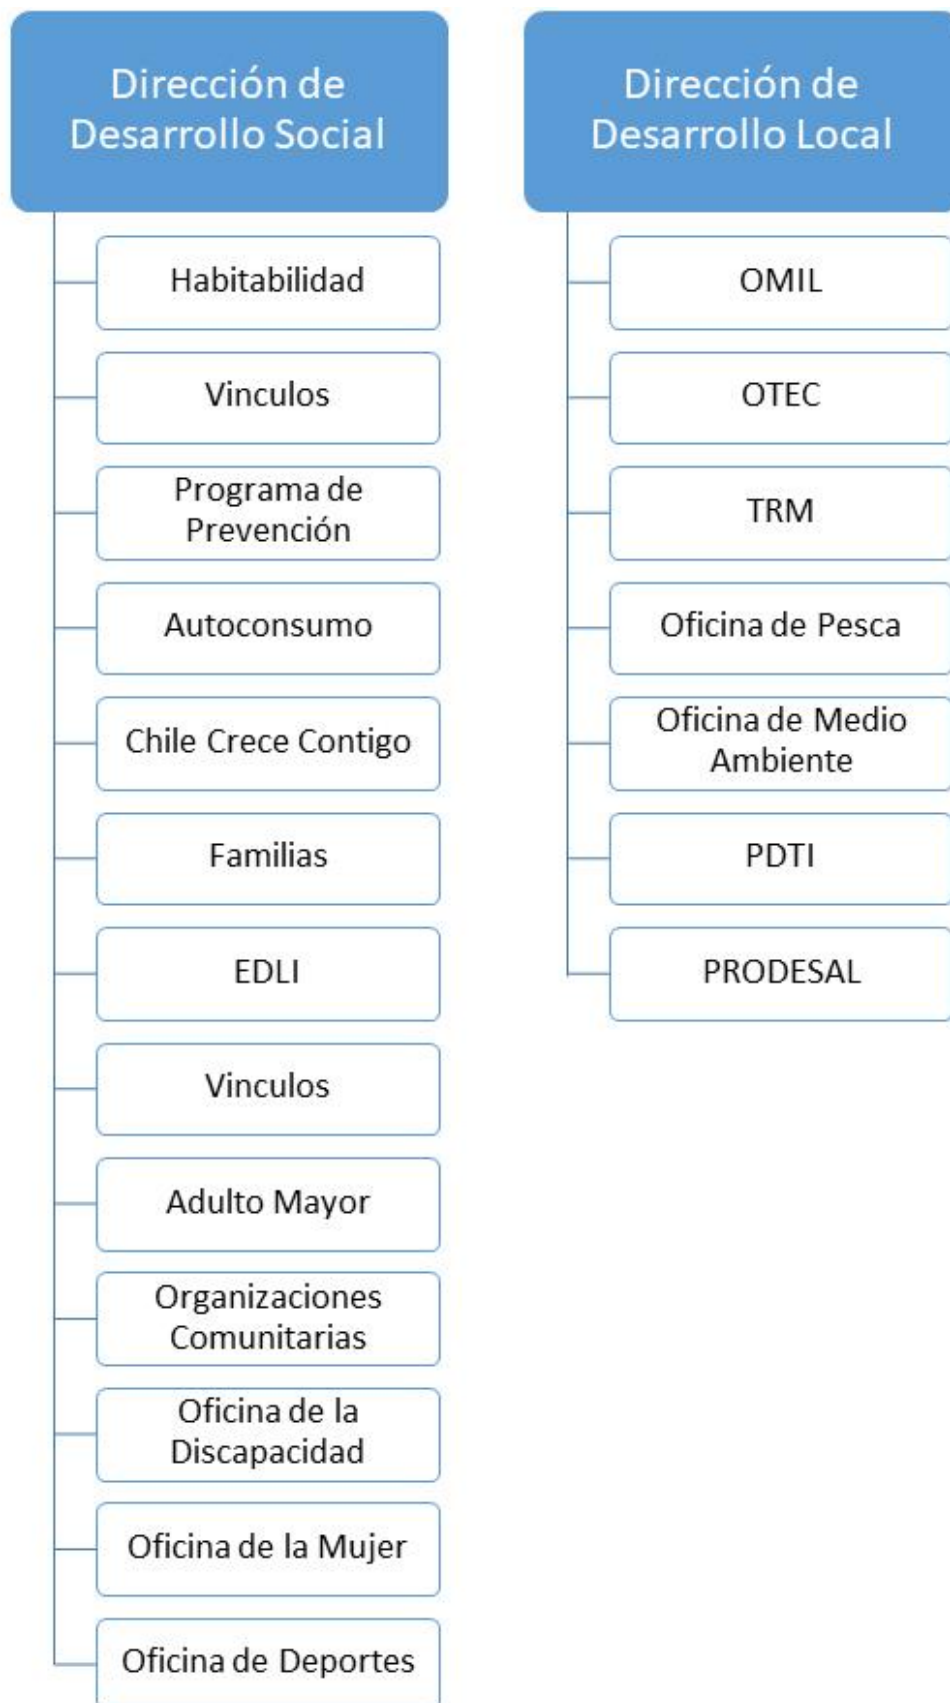 Dirección de
Desarrollo Social
Habitabilidad
Vinculos
Programa de
Prevención
Autoconsumo
Chile Crece Contigo
Familias
EDLI
Vinculos
Adulto Mayor
Organizaciones
Comunitarias
Oficina de la
Discapacidad
Oficina de la Mujer
Oficina de Deportes
Dirección de
Desarrollo Local
OMIL
OTEC
TRM
Oficina de Pesca
Oficina de Medio
Ambiente
PDTI
PRODESAL